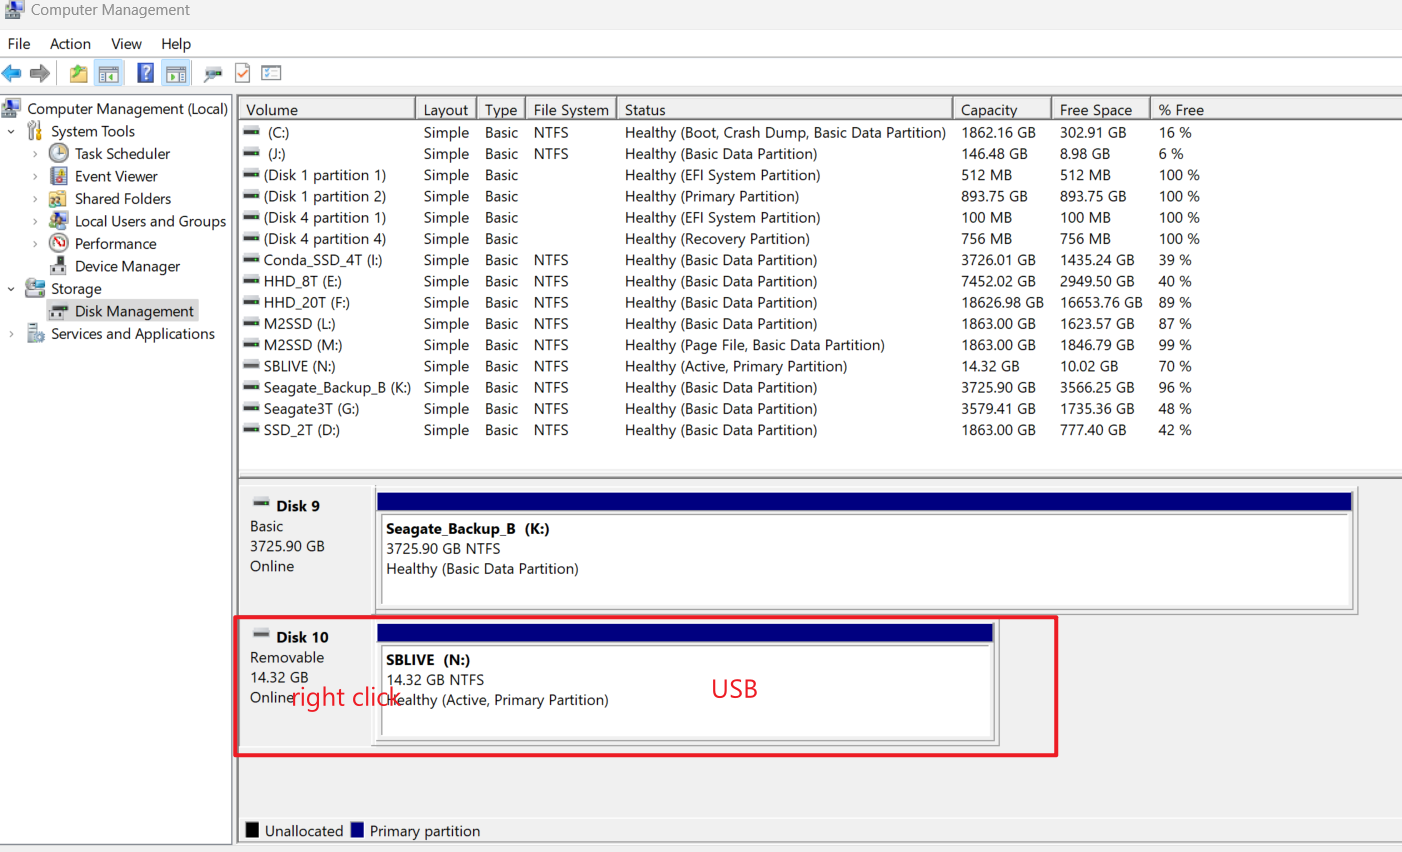 Computer Management
File Action View Help
Computer Management (Local)
System Tools
Task Scheduler
Event Viewer
Shared Folders
Local Users and Groups
Performance
Device Manager
Storage
Disk Management
Services and Applications
Volume Layout Type File System Status Capacity Free Space % Free
(C:) Simple Basic NTFS Healthy (Boot, Crash Dump, Basic Data Partition) 1862.16 GB 302.91 GB 16 %
(J:) Simple Basic NTFS Healthy (Basic Data Partition) 146.48 GB 8.98 GB 6 %
(Disk 1 partition 1) Simple Basic Healthy (EFI System Partition) 512 MB 512 MB 100 %
(Disk 1 partition 2) Simple Basic Healthy (Primary Partition) 893.75 GB 893.75 GB 100 %
(Disk 4 partition 1) Simple Basic Healthy (EFI System Partition) 100 MB 100 MB 100 %
(Disk 4 partition 4) Simple Basic Healthy (Recovery Partition) 756 MB 756 MB 100 %
Conda_SSD_4T (I:) Simple Basic NTFS Healthy (Basic Data Partition) 3726.01 GB 1435.24 GB 39 %
HHD_8T (E:) Simple Basic NTFS Healthy (Basic Data Partition) 7452.02 GB 2949.50 GB 40 %
HHD_20T (F:) Simple Basic NTFS Healthy (Basic Data Partition) 18626.98 GB 16653.76 GB 89 %
M2SSD (L:) Simple Basic NTFS Healthy (Basic Data Partition) 1863.00 GB 1623.57 GB 87 %
M2SSD (M:) Simple Basic NTFS Healthy (Page File, Basic Data Partition) 1863.00 GB 1846.79 GB 99 %
SBLIVE (N:) Simple Basic NTFS Healthy (Active, Primary Partition) 14.32 GB 10.02 GB 70 %
Seagate_Backup_B (K:) Simple Basic NTFS Healthy (Basic Data Partition) 3725.90 GB 3566.25 GB 96 %
Seagate3T (G:) Simple Basic NTFS Healthy (Basic Data Partition) 3579.41 GB 1735.36 GB 48 %
SSD_2T (D:) Simple Basic NTFS Healthy (Basic Data Partition) 1863.00 GB 777.40 GB 42 %
Disk 9
Basic
3725.90 GB
Online
Seagate_Backup_B (K:)
3725.90 GB NTFS
Healthy (Basic Data Partition)
Disk 10
Removable
14.32 GB
Online
right click
SBLIVE (N:)
14.32 GB NTFS
Healthy (Active, Primary Partition)
USB
Unallocated Primary partition